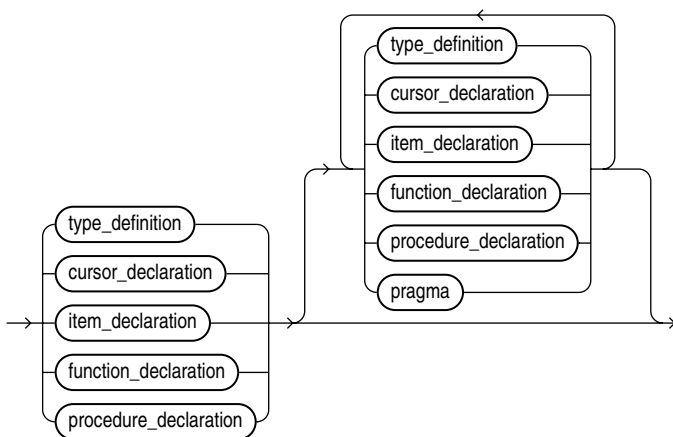 type_definition
cursor_declaration
item_declaration
function_declaration
procedure_declaration
type_definition
cursor_declaration
item_declaration
function_declaration
procedure_declaration
pragma